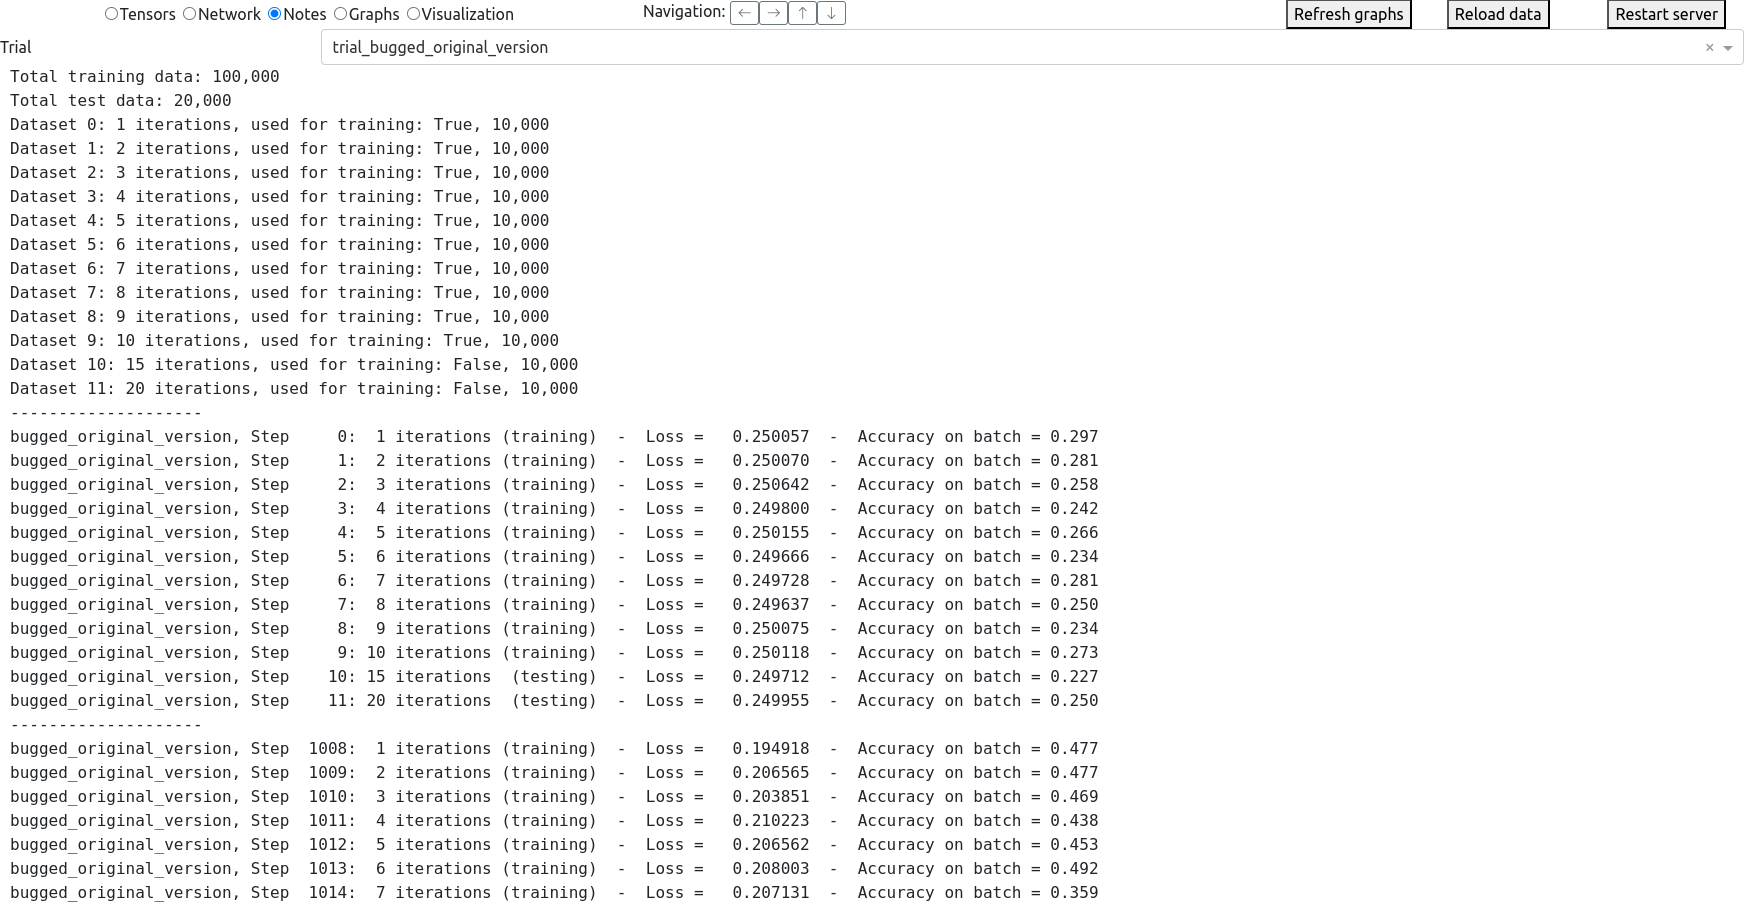 Tensors Network Notes Graphs Visualization Navigation: ← → ↑ ↓ Refresh graphs Reload data Restart server
Trial trial_bugged_original_version ×
Total training data: 100,000
Total test data: 20,000
Dataset 0: 1 iterations, used for training: True, 10,000
Dataset 1: 2 iterations, used for training: True, 10,000
Dataset 2: 3 iterations, used for training: True, 10,000
Dataset 3: 4 iterations, used for training: True, 10,000
Dataset 4: 5 iterations, used for training: True, 10,000
Dataset 5: 6 iterations, used for training: True, 10,000
Dataset 6: 7 iterations, used for training: True, 10,000
Dataset 7: 8 iterations, used for training: True, 10,000
Dataset 8: 9 iterations, used for training: True, 10,000
Dataset 9: 10 iterations, used for training: True, 10,000
Dataset 10: 15 iterations, used for training: False, 10,000
Dataset 11: 20 iterations, used for training: False, 10,000
--------------------
bugged_original_version, Step     0:  1 iterations (training)  -  Loss =   0.250057  -  Accuracy on batch = 0.297
bugged_original_version, Step     1:  2 iterations (training)  -  Loss =   0.250070  -  Accuracy on batch = 0.281
bugged_original_version, Step     2:  3 iterations (training)  -  Loss =   0.250642  -  Accuracy on batch = 0.258
bugged_original_version, Step     3:  4 iterations (training)  -  Loss =   0.249800  -  Accuracy on batch = 0.242
bugged_original_version, Step     4:  5 iterations (training)  -  Loss =   0.250155  -  Accuracy on batch = 0.266
bugged_original_version, Step     5:  6 iterations (training)  -  Loss =   0.249666  -  Accuracy on batch = 0.234
bugged_original_version, Step     6:  7 iterations (training)  -  Loss =   0.249728  -  Accuracy on batch = 0.281
bugged_original_version, Step     7:  8 iterations (training)  -  Loss =   0.249637  -  Accuracy on batch = 0.250
bugged_original_version, Step     8:  9 iterations (training)  -  Loss =   0.250075  -  Accuracy on batch = 0.234
bugged_original_version, Step     9: 10 iterations (training)  -  Loss =   0.250118  -  Accuracy on batch = 0.273
bugged_original_version, Step    10: 15 iterations  (testing)  -  Loss =   0.249712  -  Accuracy on batch = 0.227
bugged_original_version, Step    11: 20 iterations  (testing)  -  Loss =   0.249955  -  Accuracy on batch = 0.250
--------------------
bugged_original_version, Step  1008:  1 iterations (training)  -  Loss =   0.194918  -  Accuracy on batch = 0.477
bugged_original_version, Step  1009:  2 iterations (training)  -  Loss =   0.206565  -  Accuracy on batch = 0.477
bugged_original_version, Step  1010:  3 iterations (training)  -  Loss =   0.203851  -  Accuracy on batch = 0.469
bugged_original_version, Step  1011:  4 iterations (training)  -  Loss =   0.210223  -  Accuracy on batch = 0.438
bugged_original_version, Step  1012:  5 iterations (training)  -  Loss =   0.206562  -  Accuracy on batch = 0.453
bugged_original_version, Step  1013:  6 iterations (training)  -  Loss =   0.208003  -  Accuracy on batch = 0.492
bugged_original_version, Step  1014:  7 iterations (training)  -  Loss =   0.207131  -  Accuracy on batch = 0.359